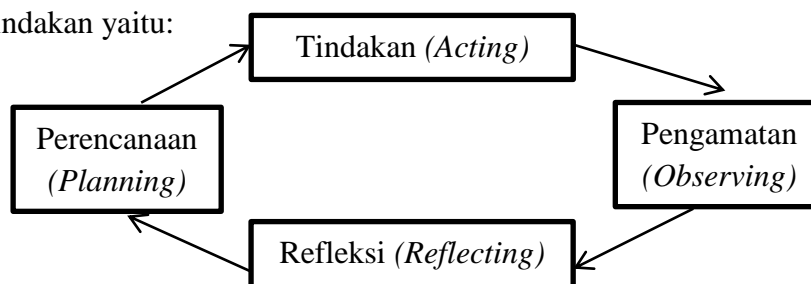 ndakan yaitu:
Tindakan (Acting)
Perencanaan
(Planning)
Pengamatan
(Observing)
Refleksi (Reflecting)